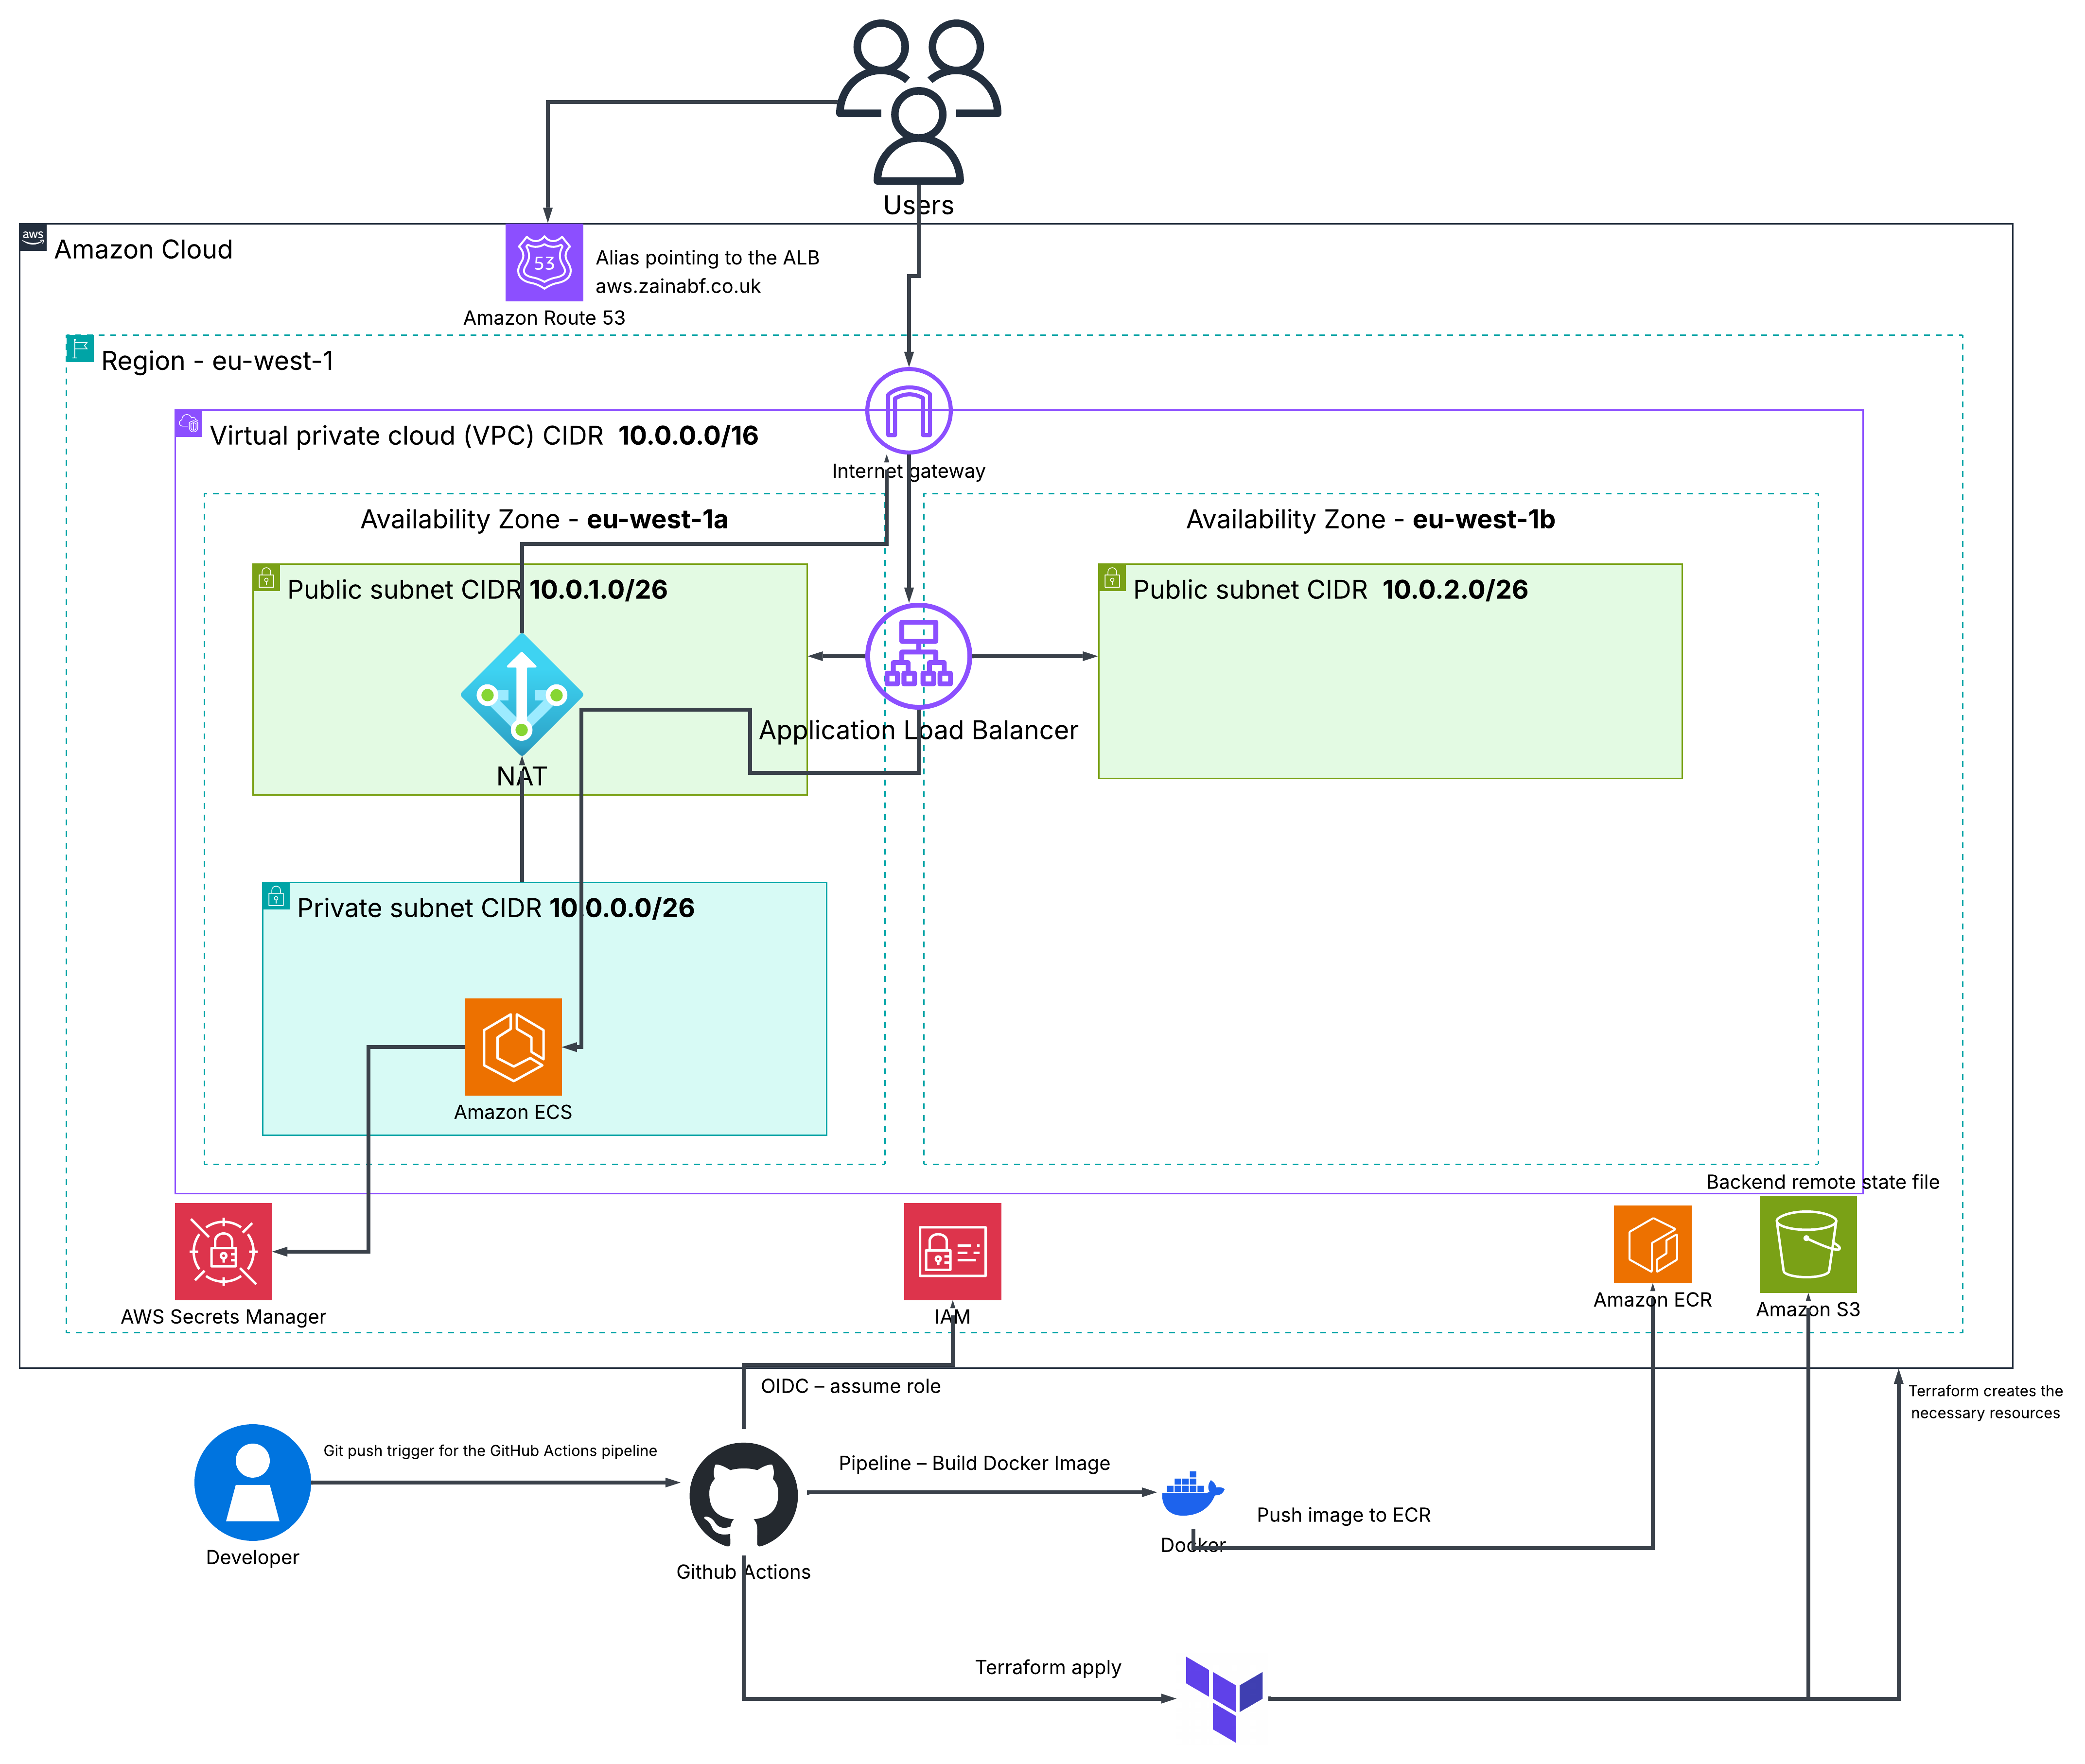 Users
aws
Amazon Cloud
53
Alias pointing to the ALB
aws.zainabf.co.uk
Amazon Route 53
Region - eu-west-1
Virtual private cloud (VPC) CIDR 10.0.0.0/16
Internet gateway
Availability Zone - eu-west-1a
Availability Zone - eu-west-1b
Public subnet CIDR 10.0.1.0/26
Public subnet CIDR 10.0.2.0/26
Application Load Balancer
NAT
Private subnet CIDR 10.0.0.0/26
Amazon ECS
Backend remote state file
AWS Secrets Manager
IAM
Amazon ECR
Amazon S3
OIDC – assume role
Terraform creates the
necessary resources
Git push trigger for the GitHub Actions pipeline
Pipeline – Build Docker Image
Push image to ECR
Docker
Developer
Github Actions
Terraform apply